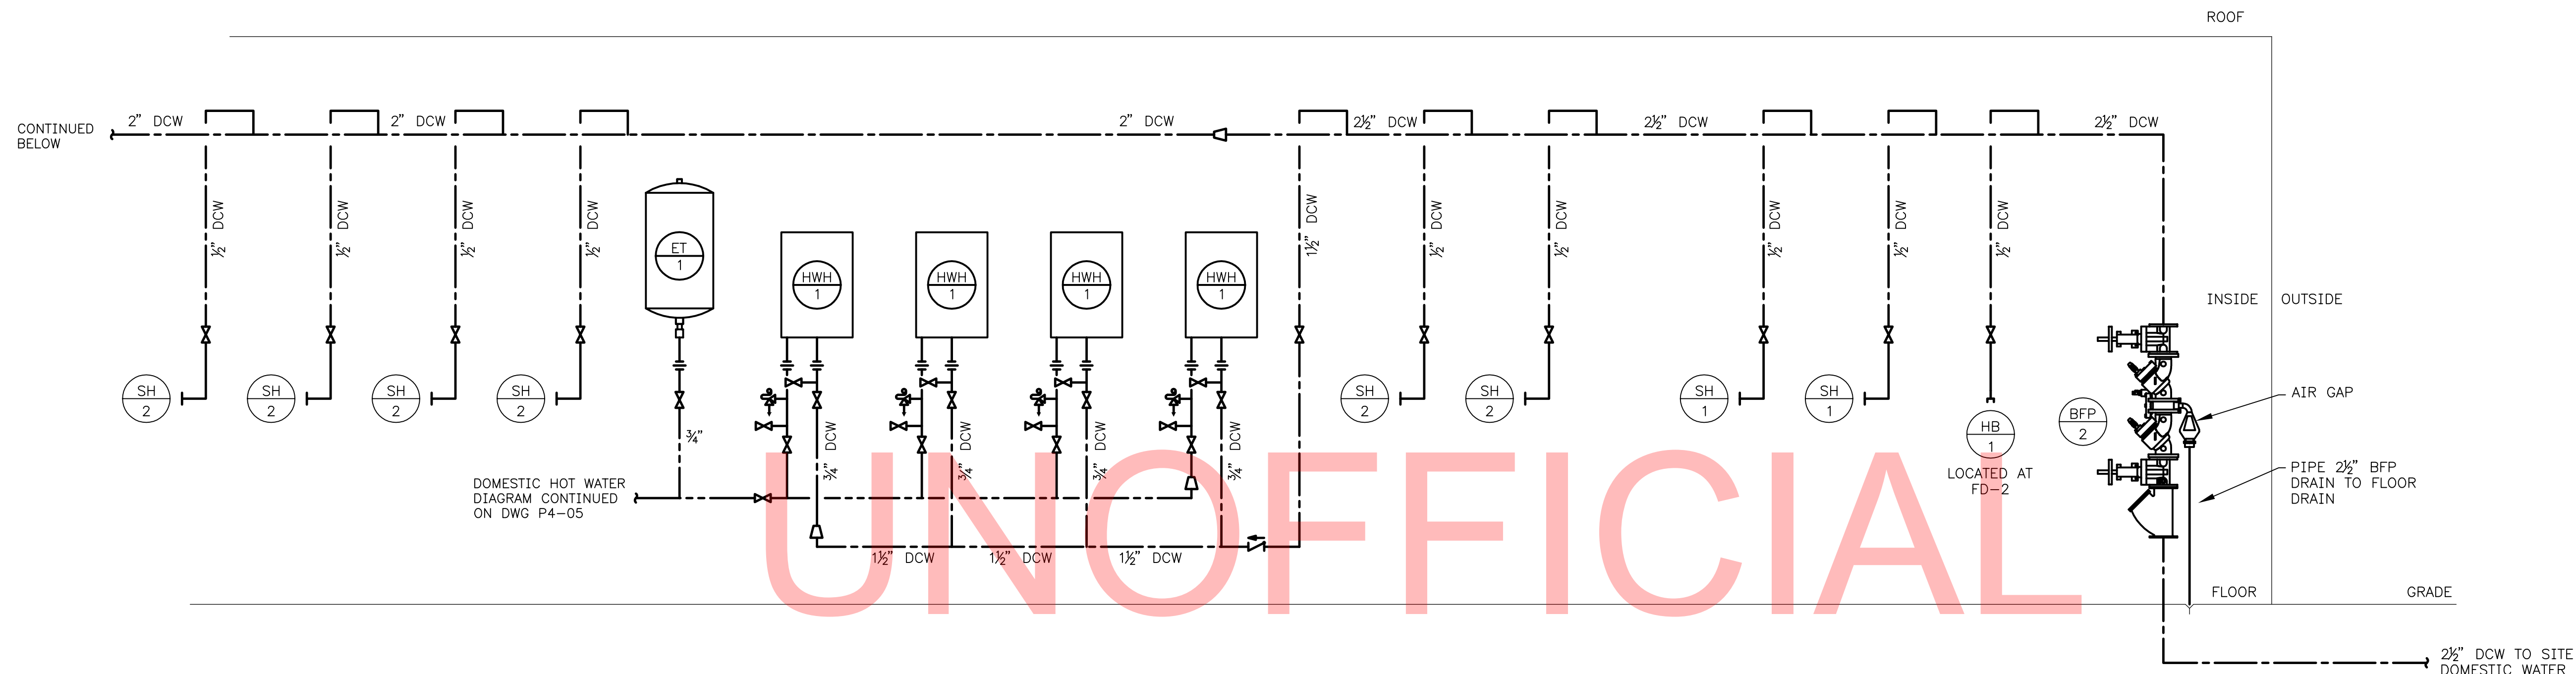 ROOF
CONTINUED
BELOW
2" DCW
2" DCW
2" DCW
2½" DCW
2½" DCW
2½" DCW
½" DCW
½" DCW
½" DCW
½" DCW
1½" DCW
½" DCW
½" DCW
½" DCW
½" DCW
½" DCW
ET
1
HWH
1
HWH
1
HWH
1
HWH
1
INSIDE
OUTSIDE
SH
2
SH
2
SH
2
SH
2
SH
2
SH
2
SH
1
SH
1
HB
1
LOCATED AT
FD-2
BFP
2
AIR GAP
PIPE 2½" BFP
DRAIN TO FLOOR
DRAIN
¾"
¾" DCW
¾" DCW
¾" DCW
¾" DCW
DOMESTIC HOT WATER
DIAGRAM CONTINUED
ON DWG P4-05
1½" DCW
1½" DCW
1½" DCW
UNOFFICIAL
FLOOR
GRADE
2½" DCW TO SITE
DOMESTIC WATER